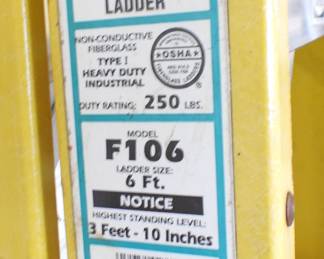 LADDER
NON-CONDUCTIVE
FIBERGLASS
TYPE I
HEAVY DUTY
INDUSTRIAL
OSHA
DUTY RATING: 250 LBS.
MODEL
F106
LADDER SIZE:
6 Ft.
NOTICE
HIGHEST STANDING LEVEL:
3 Feet - 10 Inches